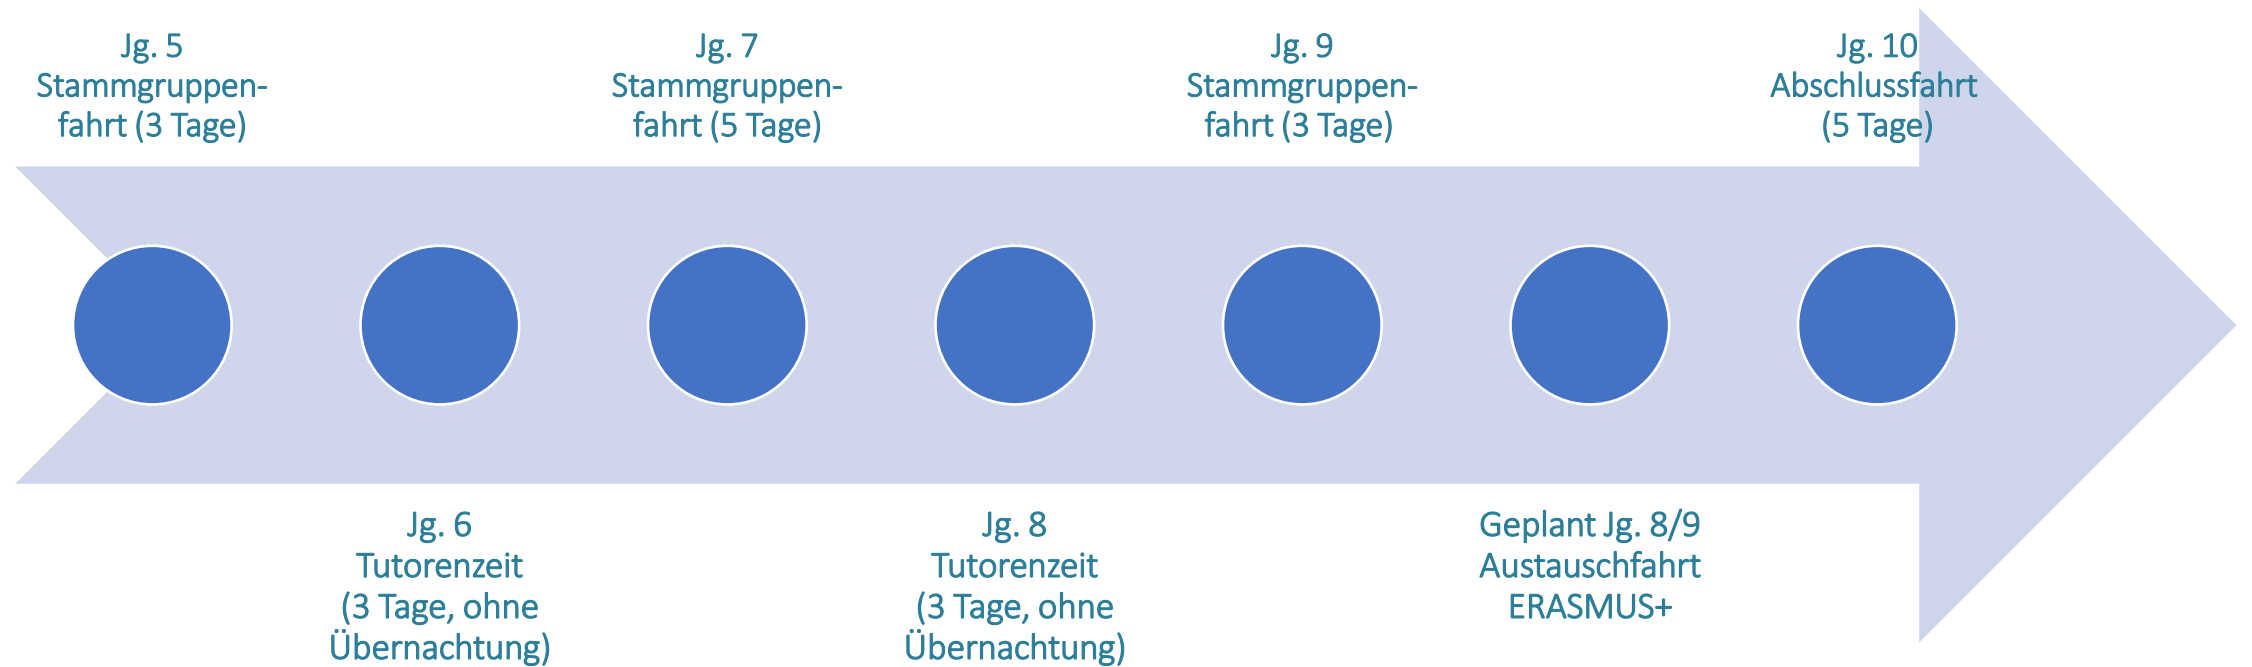 Jg. 5
Stammgruppen-
fahrt (3 Tage)
Jg. 6
Tutorenzeit
(3 Tage, ohne
Übernachtung)
Jg. 7
Stammgruppen-
fahrt (5 Tage)
Jg. 8
Tutorenzeit
(3 Tage, ohne
Übernachtung)
Jg. 9
Stammgruppen-
fahrt (3 Tage)
Geplant Jg. 8/9
Austauschfahrt
ERASMUS+
Jg. 10
Abschlussfahrt
(5 Tage)